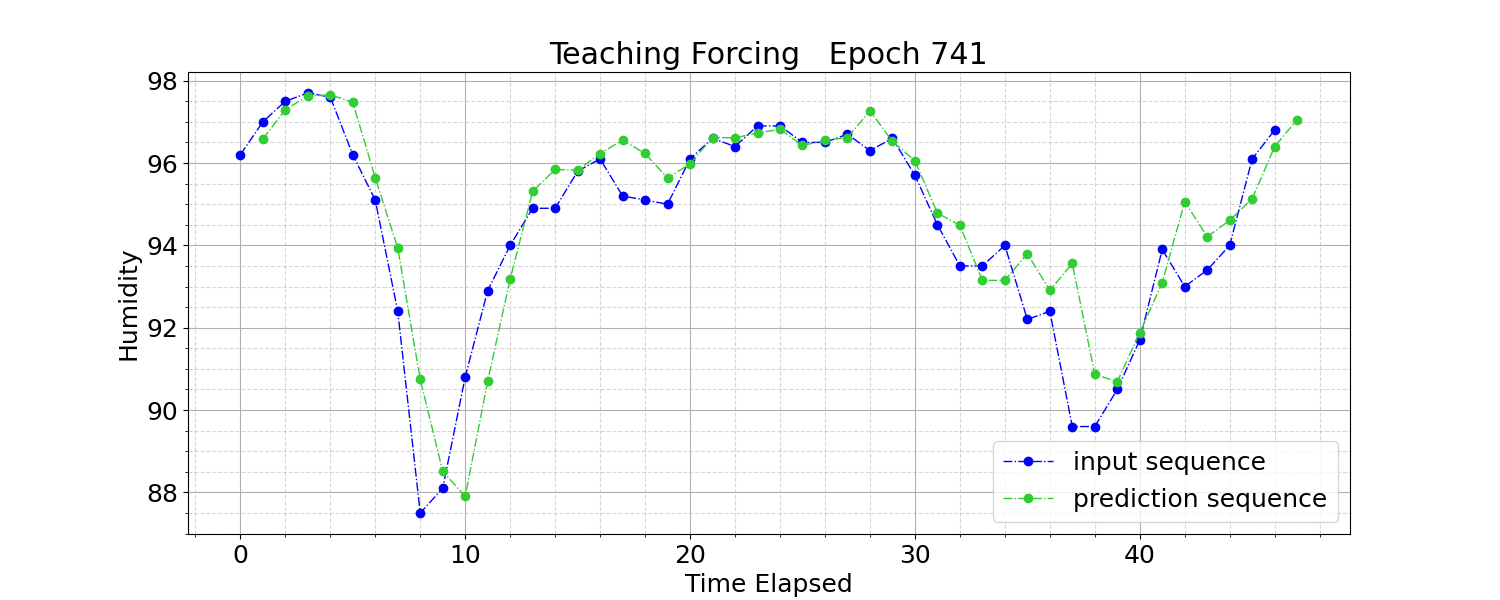 Teaching Forcing   Epoch 741
98
96
94
92
90
88
Humidity
input sequence
prediction sequence
0 10 20 30 40
Time Elapsed